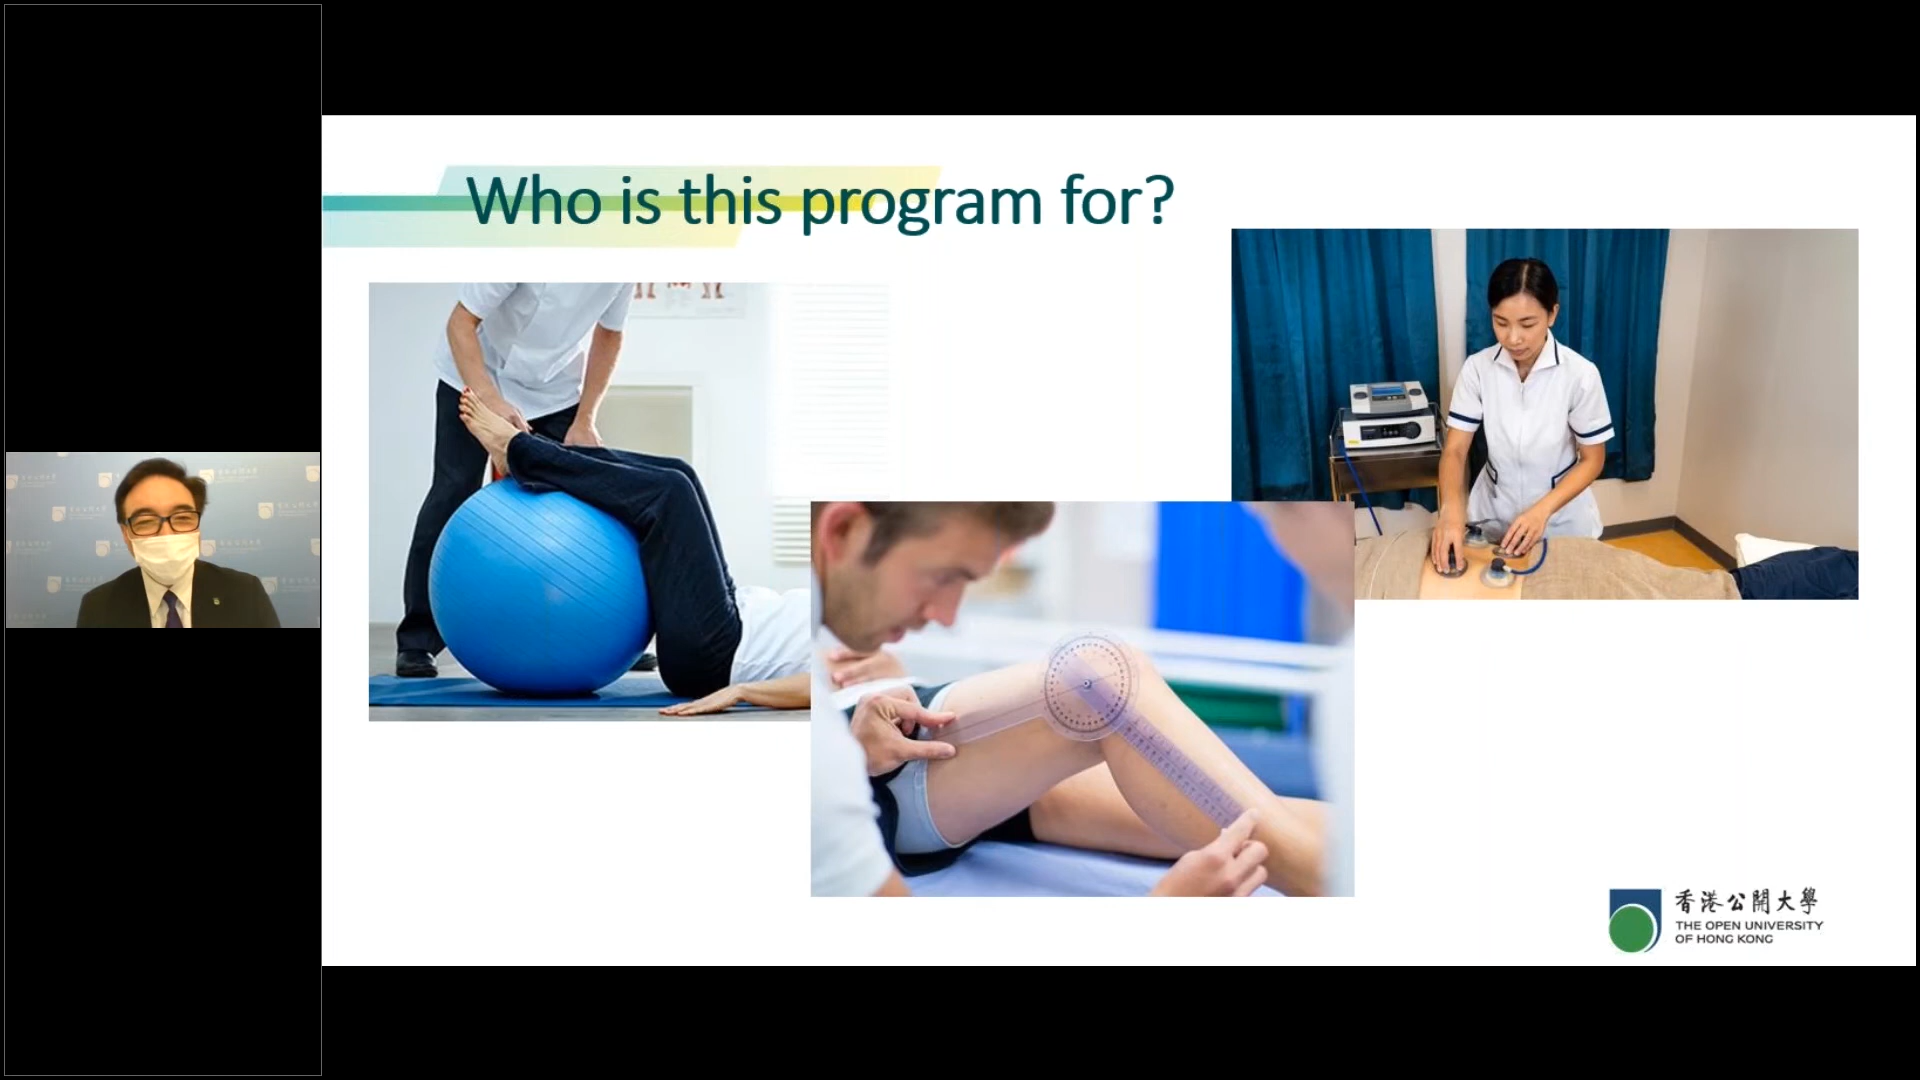 Who is this program for?
香港公開大學
THE OPEN UNIVERSITY
OF HONG KONG